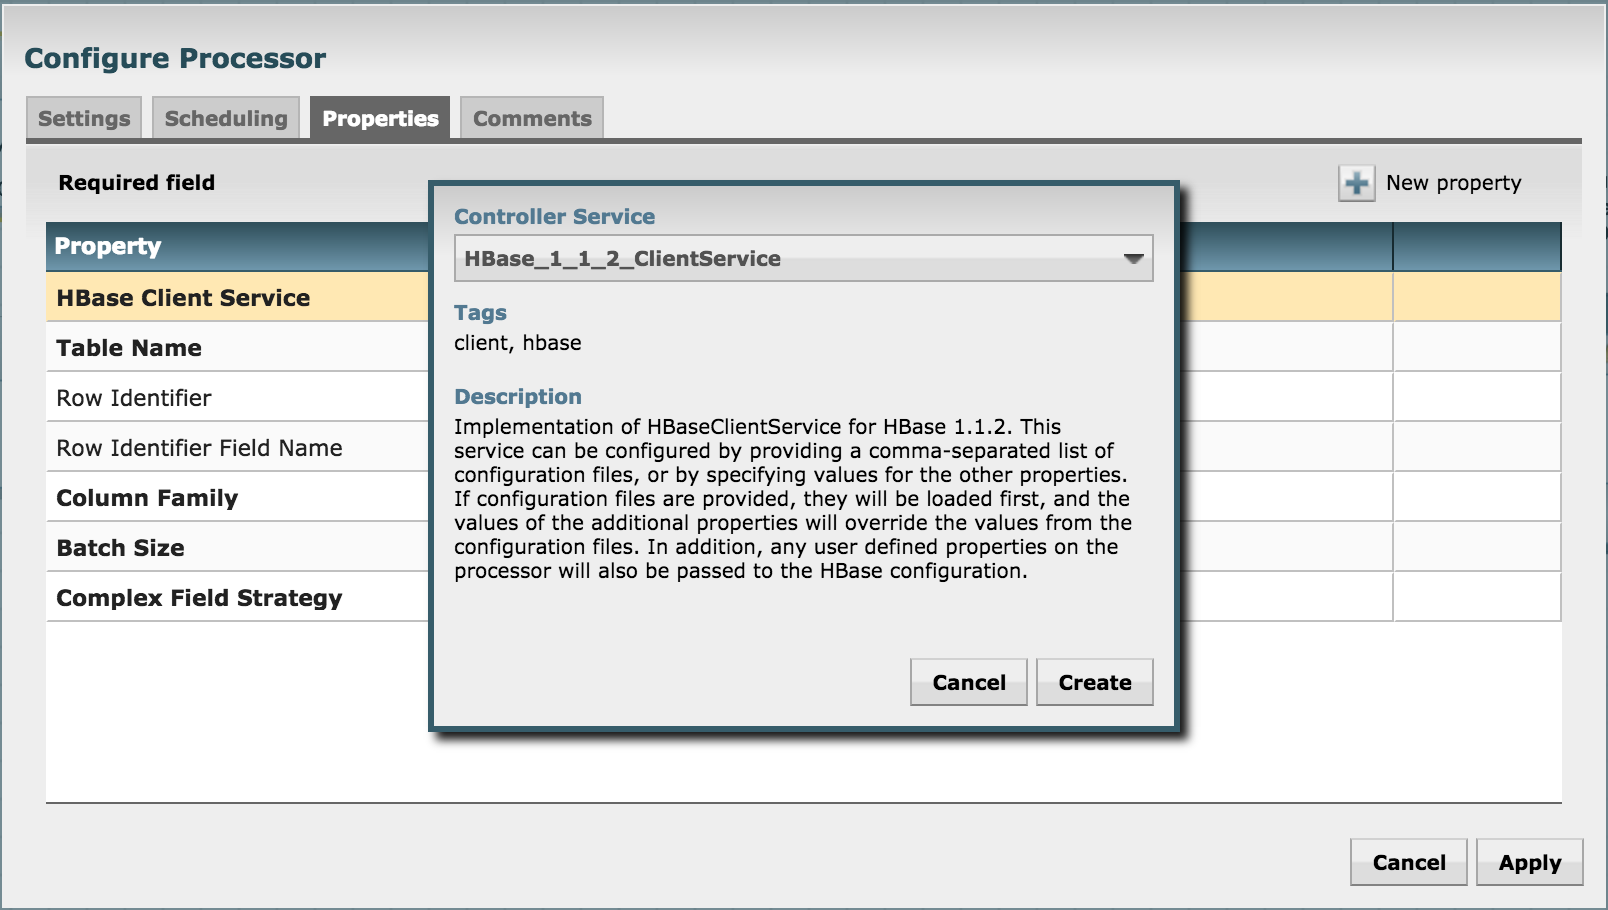 Configure Processor
Settings Scheduling Properties Comments
Required field
New property
Property
HBase Client Service
Table Name
Row Identifier
Row Identifier Field Name
Column Family
Batch Size
Complex Field Strategy
Controller Service
HBase_1_1_2_ClientService
Tags
client, hbase
Description
Implementation of HBaseClientService for HBase 1.1.2. This
service can be configured by providing a comma-separated list of
configuration files, or by specifying values for the other properties.
If configuration files are provided, they will be loaded first, and the
values of the additional properties will override the values from the
configuration files. In addition, any user defined properties on the
processor will also be passed to the HBase configuration.
Cancel Create
Cancel Apply